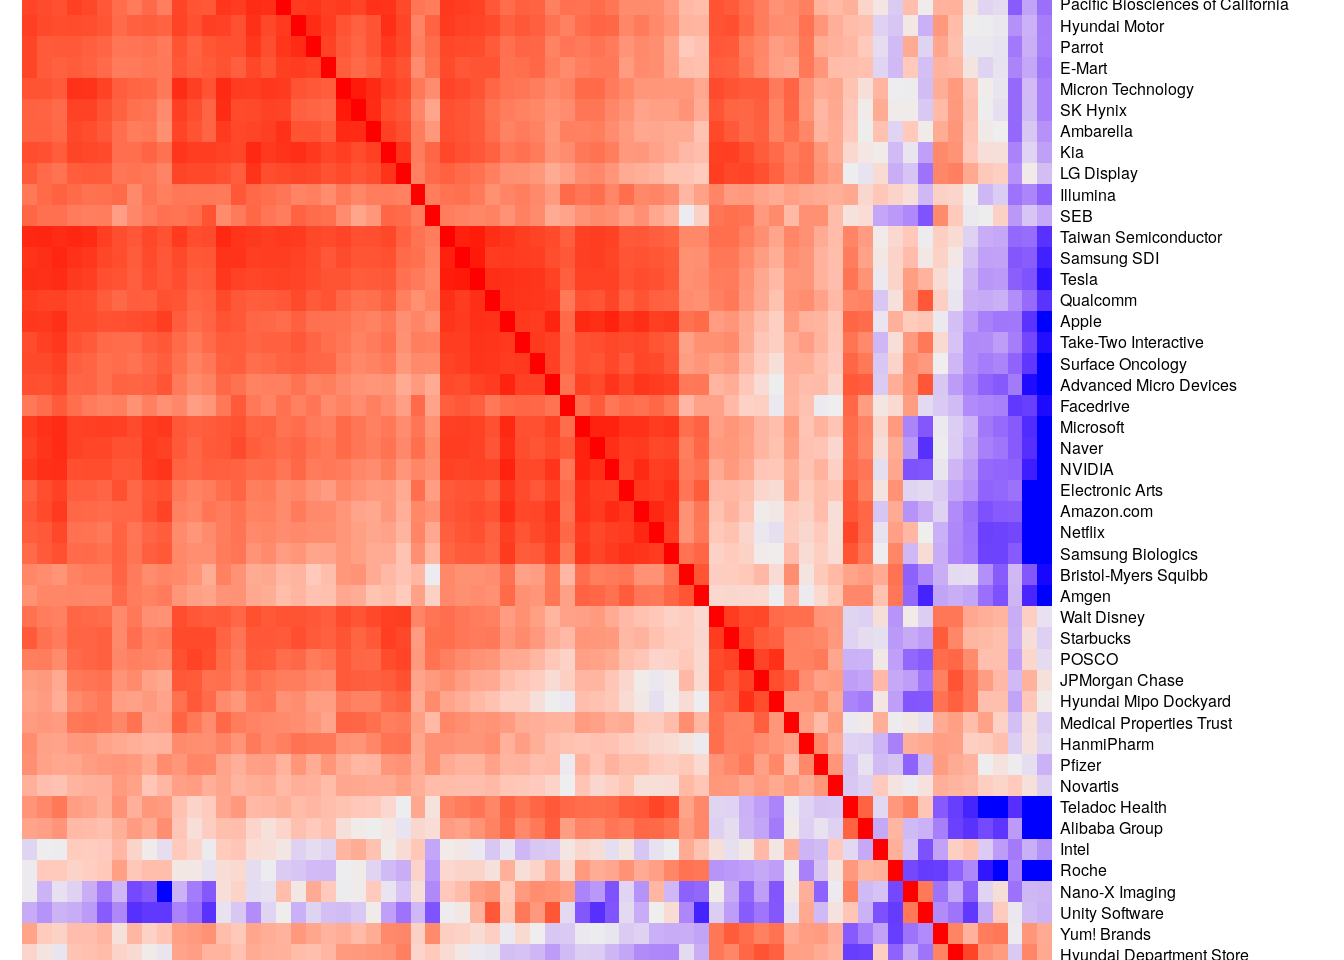 Pacific Biosciences of California
Hyundai Motor
Parrot
E-Mart
Micron Technology
SK Hynix
Ambarella
Kia
LG Display
Illumina
SEB
Taiwan Semiconductor
Samsung SDI
Tesla
Qualcomm
Apple
Take-Two Interactive
Surface Oncology
Advanced Micro Devices
Facedrive
Microsoft
Naver
NVIDIA
Electronic Arts
Amazon.com
Netflix
Samsung Biologics
Bristol-Myers Squibb
Amgen
Walt Disney
Starbucks
POSCO
JPMorgan Chase
Hyundai Mipo Dockyard
Medical Properties Trust
HanmiPharm
Pfizer
Novartis
Teladoc Health
Alibaba Group
Intel
Roche
Nano-X Imaging
Unity Software
Yum! Brands
Hyundai Department Store